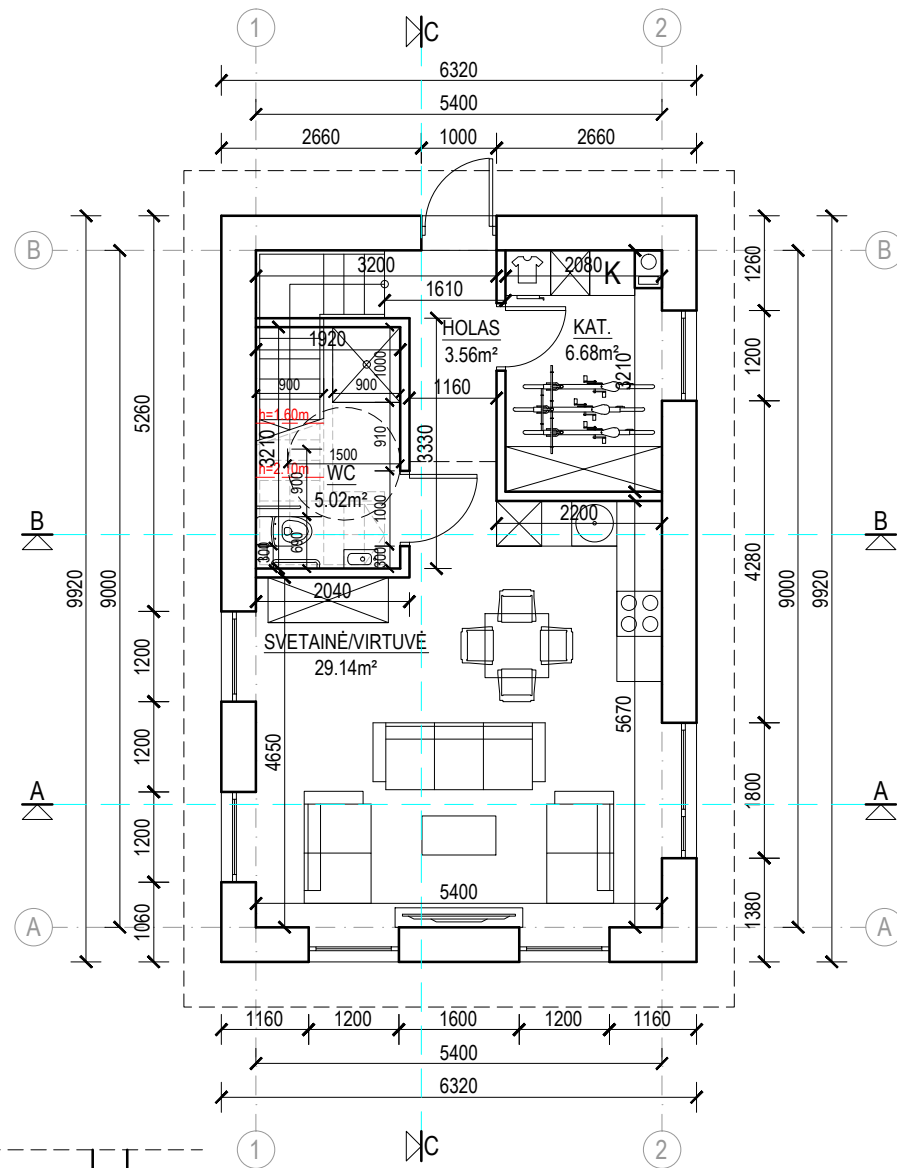 1
C
2
6320
5400
2660
1000
2660
B
B
3200
2080
K
1610
HOLAS
3.56m²
KAT.
6.68m²
3210
1920
1000
900
900
1160
h=1.60m
910
3330
3210
1500
h=2.10m
WC
5.02m²
900
1000
300
690
300
2200
2040
SVETAINĖ/VIRTUVĖ
29.14m²
4650
5670
5400
9920
9000
5260
1200
1200
1200
1060
1260
1200
4280
1800
1380
9000
9920
B
B
A
A
A
A
1160
1200
1600
1200
1160
5400
6320
1
C
2